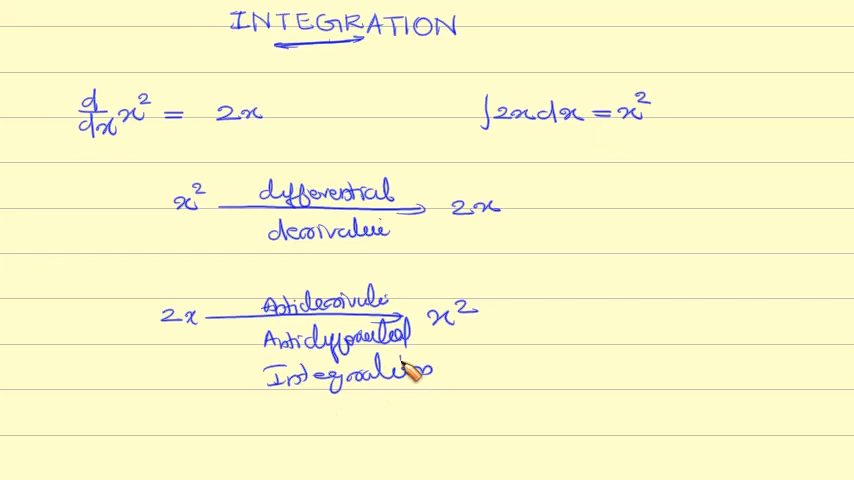 INTEGRATION
d/dx x² = 2x
∫2x dx = x²
x² differential 2x
derivative
2x Antiderivative x²
Antidifferential
Integration